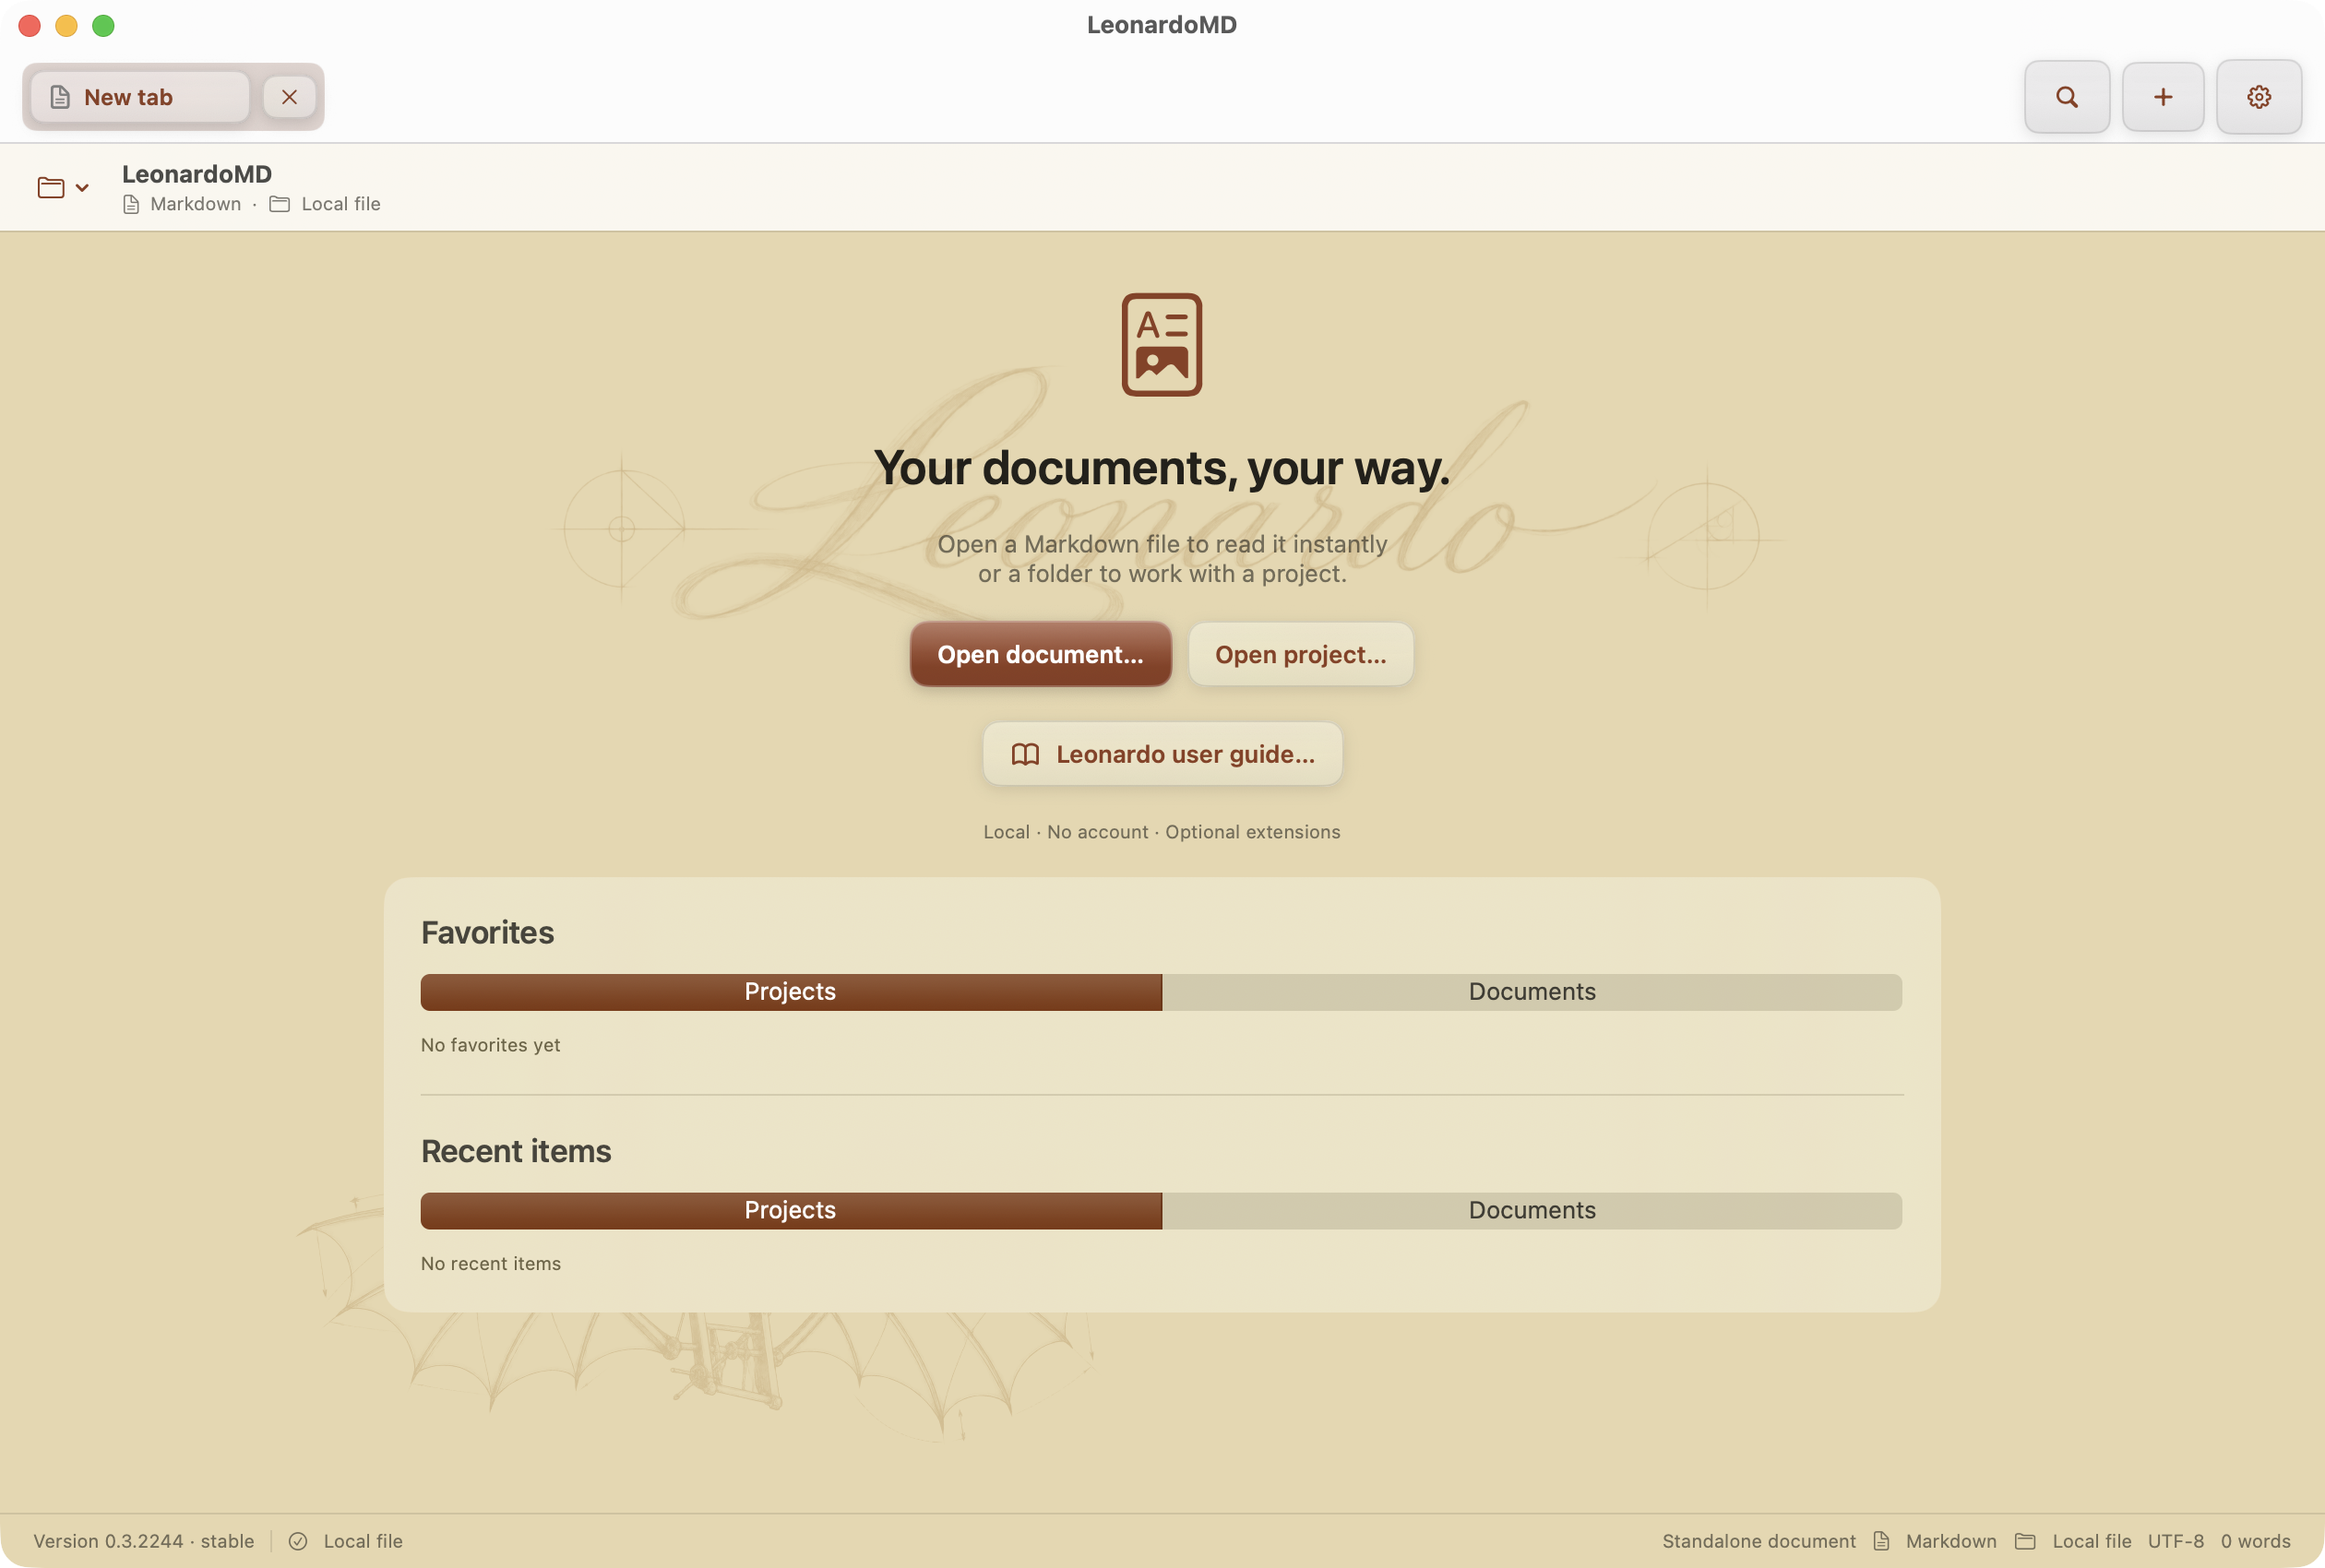 LeonardoMD
New tab
LeonardoMD
Markdown · Local file
A
Leonardo
Your documents, your way.
Open a Markdown file to read it instantly
or a folder to work with a project.
Open document...
Open project...
Leonardo user guide...
Local · No account · Optional extensions
Favorites
Projects
Documents
No favorites yet
Recent items
Projects
Documents
No recent items
Version 0.3.2244 · stable
Local file
Standalone document
Markdown
Local file
UTF-8
0 words